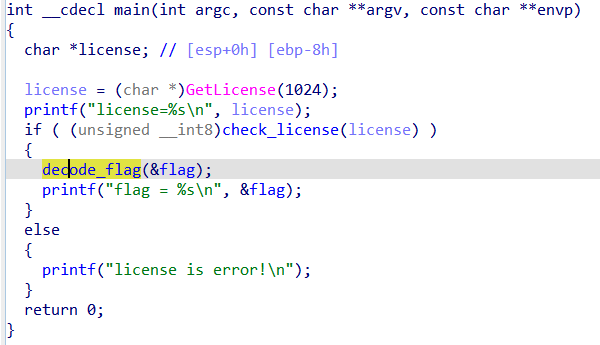 int __cdecl main(int argc, const char **argv, const char **envp)
{
char *license; // [esp+0h] [ebp-8h]
license = (char *)GetLicense(1024);
printf("license=%s\n", license);
if ( (unsigned __int8)check_license(license) )
{
decode_flag(&flag);
printf("flag = %s\n", &flag);
}
else
{
printf("license is error!\n");
}
return 0;
}